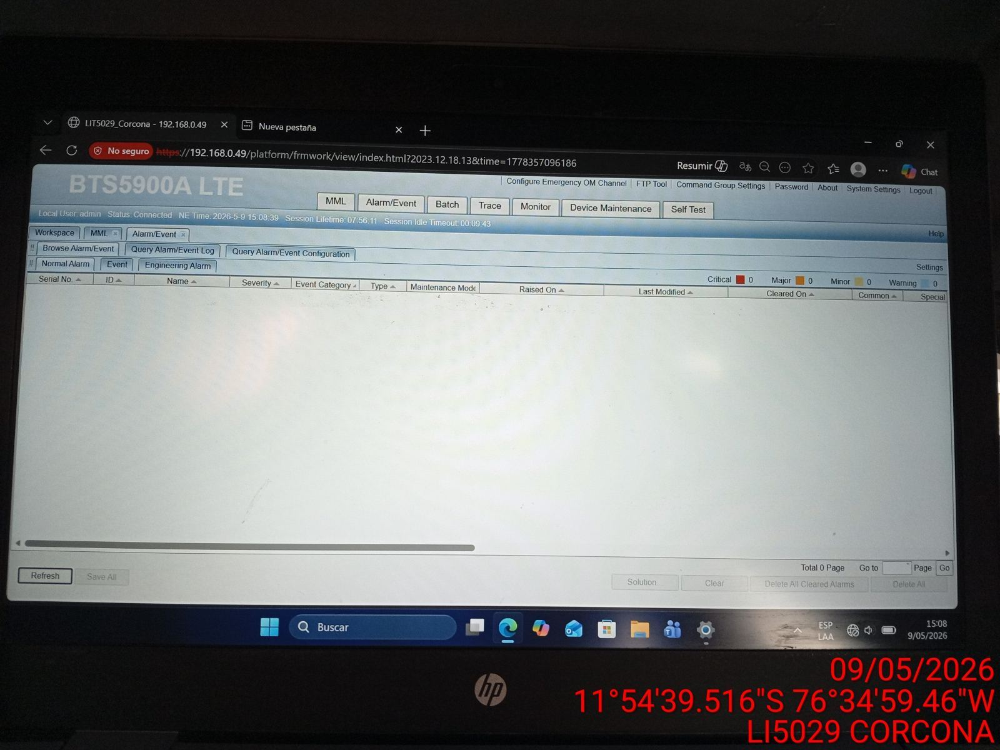 LIT5029_Corcona - 192.168.0.49
Nueva pestaña
No seguro https://192.168.0.49/platform/frmwork/view/index.html?2023.12.18.13&time=1778357096186
Resumir
Chat
BTS5900A LTE
Configure Emergency OM Channel | FTP Tool | Command Group Settings | Password | About | System Settings | Logout
MML Alarm/Event Batch Trace Monitor Device Maintenance Self Test
Local User: admin Status: Connected NE Time: 2026-5-9 15:08:39 Session Lifetime: 07:56:11 Session Idle Timeout: 00:09:43
Workspace MML Alarm/Event Help
Browse Alarm/Event Query Alarm/Event Log Query Alarm/Event Configuration
Normal Alarm Event Engineering Alarm Settings
Critical 0 Major 0 Minor 0 Warning 0
Serial No. ID Name Severity Event Category Type Maintenance Mode Raised On Last Modified Cleared On Common Special
Total 0 Page Go to Page Go
Refresh Save All Solution Clear Delete All Cleared Alarms Delete All
Buscar
ESP
LAA
15:08
9/05/2026
hp
09/05/2026
11°54'39.516"S 76°34'59.46"W
LI5029 CORCONA